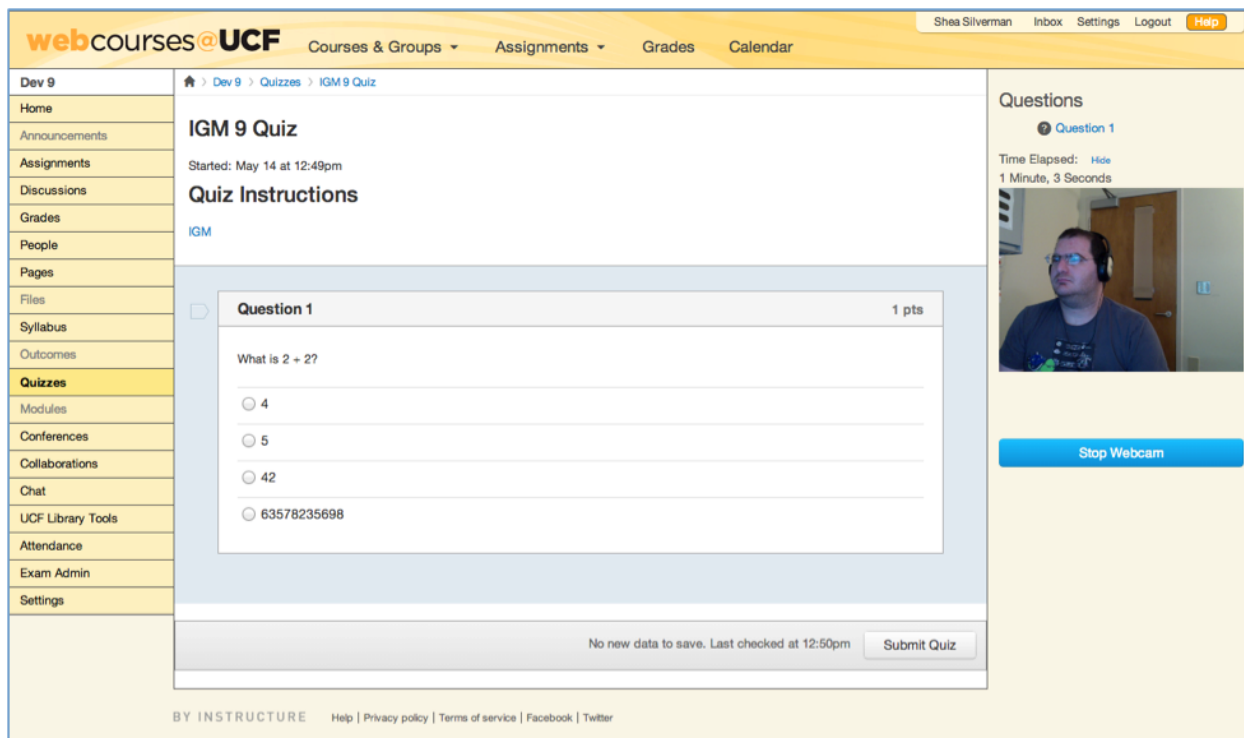 Shea Silverman Inbox Settings Logout Help
webcourses@UCF Courses & Groups Assignments Grades Calendar
Dev 9
Home
Announcements
Assignments
Discussions
Grades
People
Pages
Files
Syllabus
Outcomes
Quizzes
Modules
Conferences
Collaborations
Chat
UCF Library Tools
Attendance
Exam Admin
Settings
Dev 9 > Quizzes > IGM 9 Quiz
IGM 9 Quiz
Started: May 14 at 12:49pm
Quiz Instructions
IGM
Question 1 1 pts
What is 2 + 2?
4
5
42
63578235698
No new data to save. Last checked at 12:50pm Submit Quiz
Questions
Question 1
Time Elapsed: Hide
1 Minute, 3 Seconds
Stop Webcam
BY INSTRUCTURE Help | Privacy policy | Terms of service | Facebook | Twitter